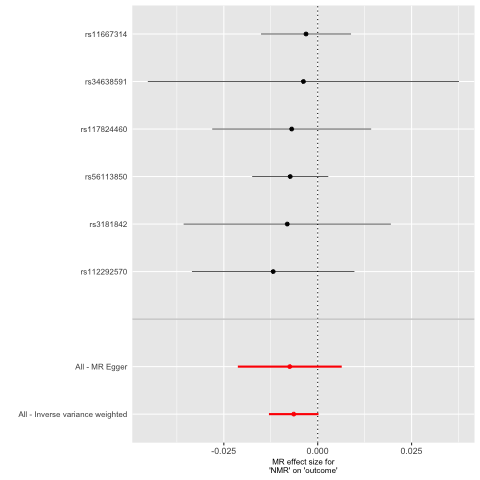 rs11667314
rs34638591
rs117824460
rs56113850
rs3181842
rs112292570
All - MR Egger
All - Inverse variance weighted
-0.025 0.000 0.025
MR effect size for
'NMR' on 'outcome'